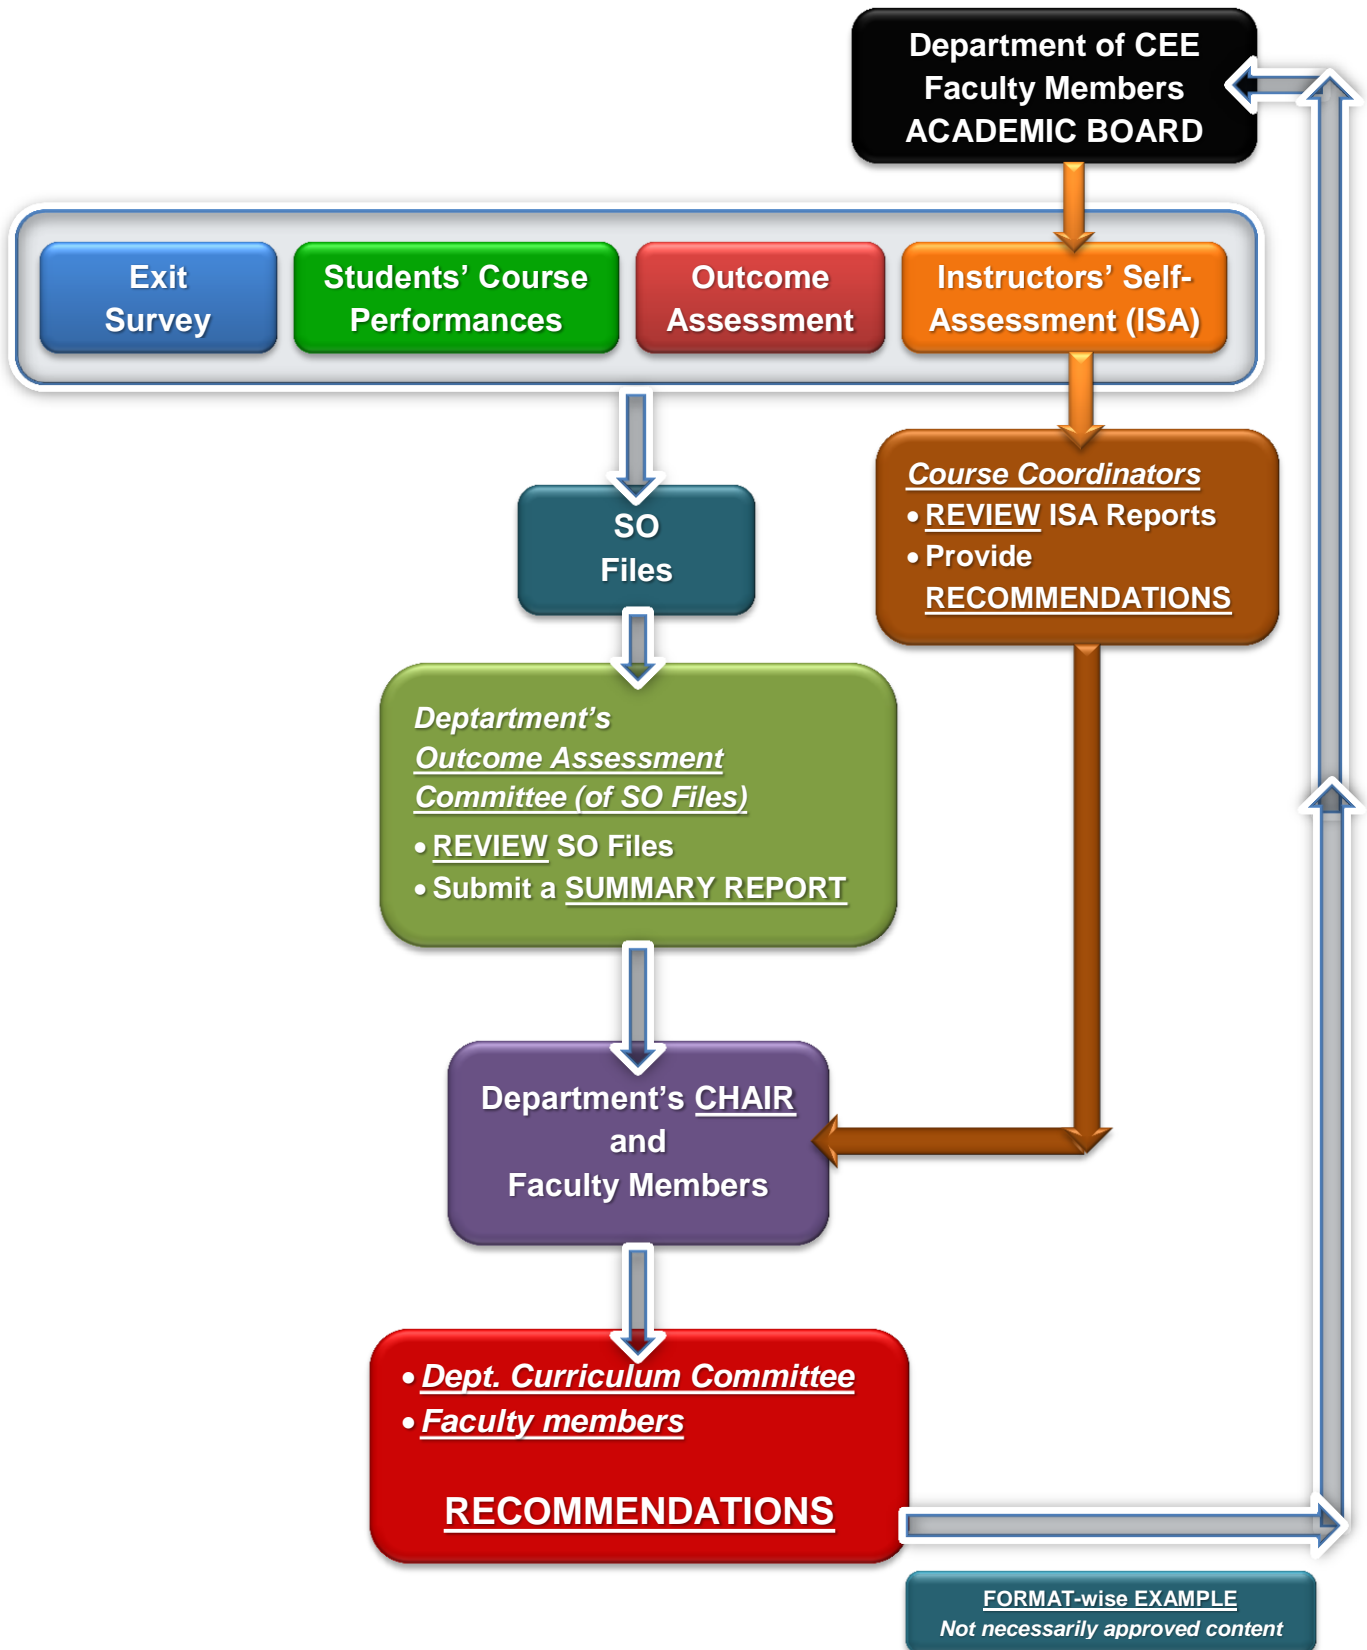 Department of CEE
Faculty Members
ACADEMIC BOARD
Exit
Survey
Students’ Course
Performances
Outcome
Assessment
Instructors’ Self-
Assessment (ISA)
Course Coordinators
• REVIEW ISA Reports
• Provide
RECOMMENDATIONS
SO
Files
Deptartment’s
Outcome Assessment
Committee (of SO Files)
• REVIEW SO Files
• Submit a SUMMARY REPORT
Department’s CHAIR
and
Faculty Members
• Dept. Curriculum Committee
• Faculty members
RECOMMENDATIONS
FORMAT-wise EXAMPLE
Not necessarily approved content